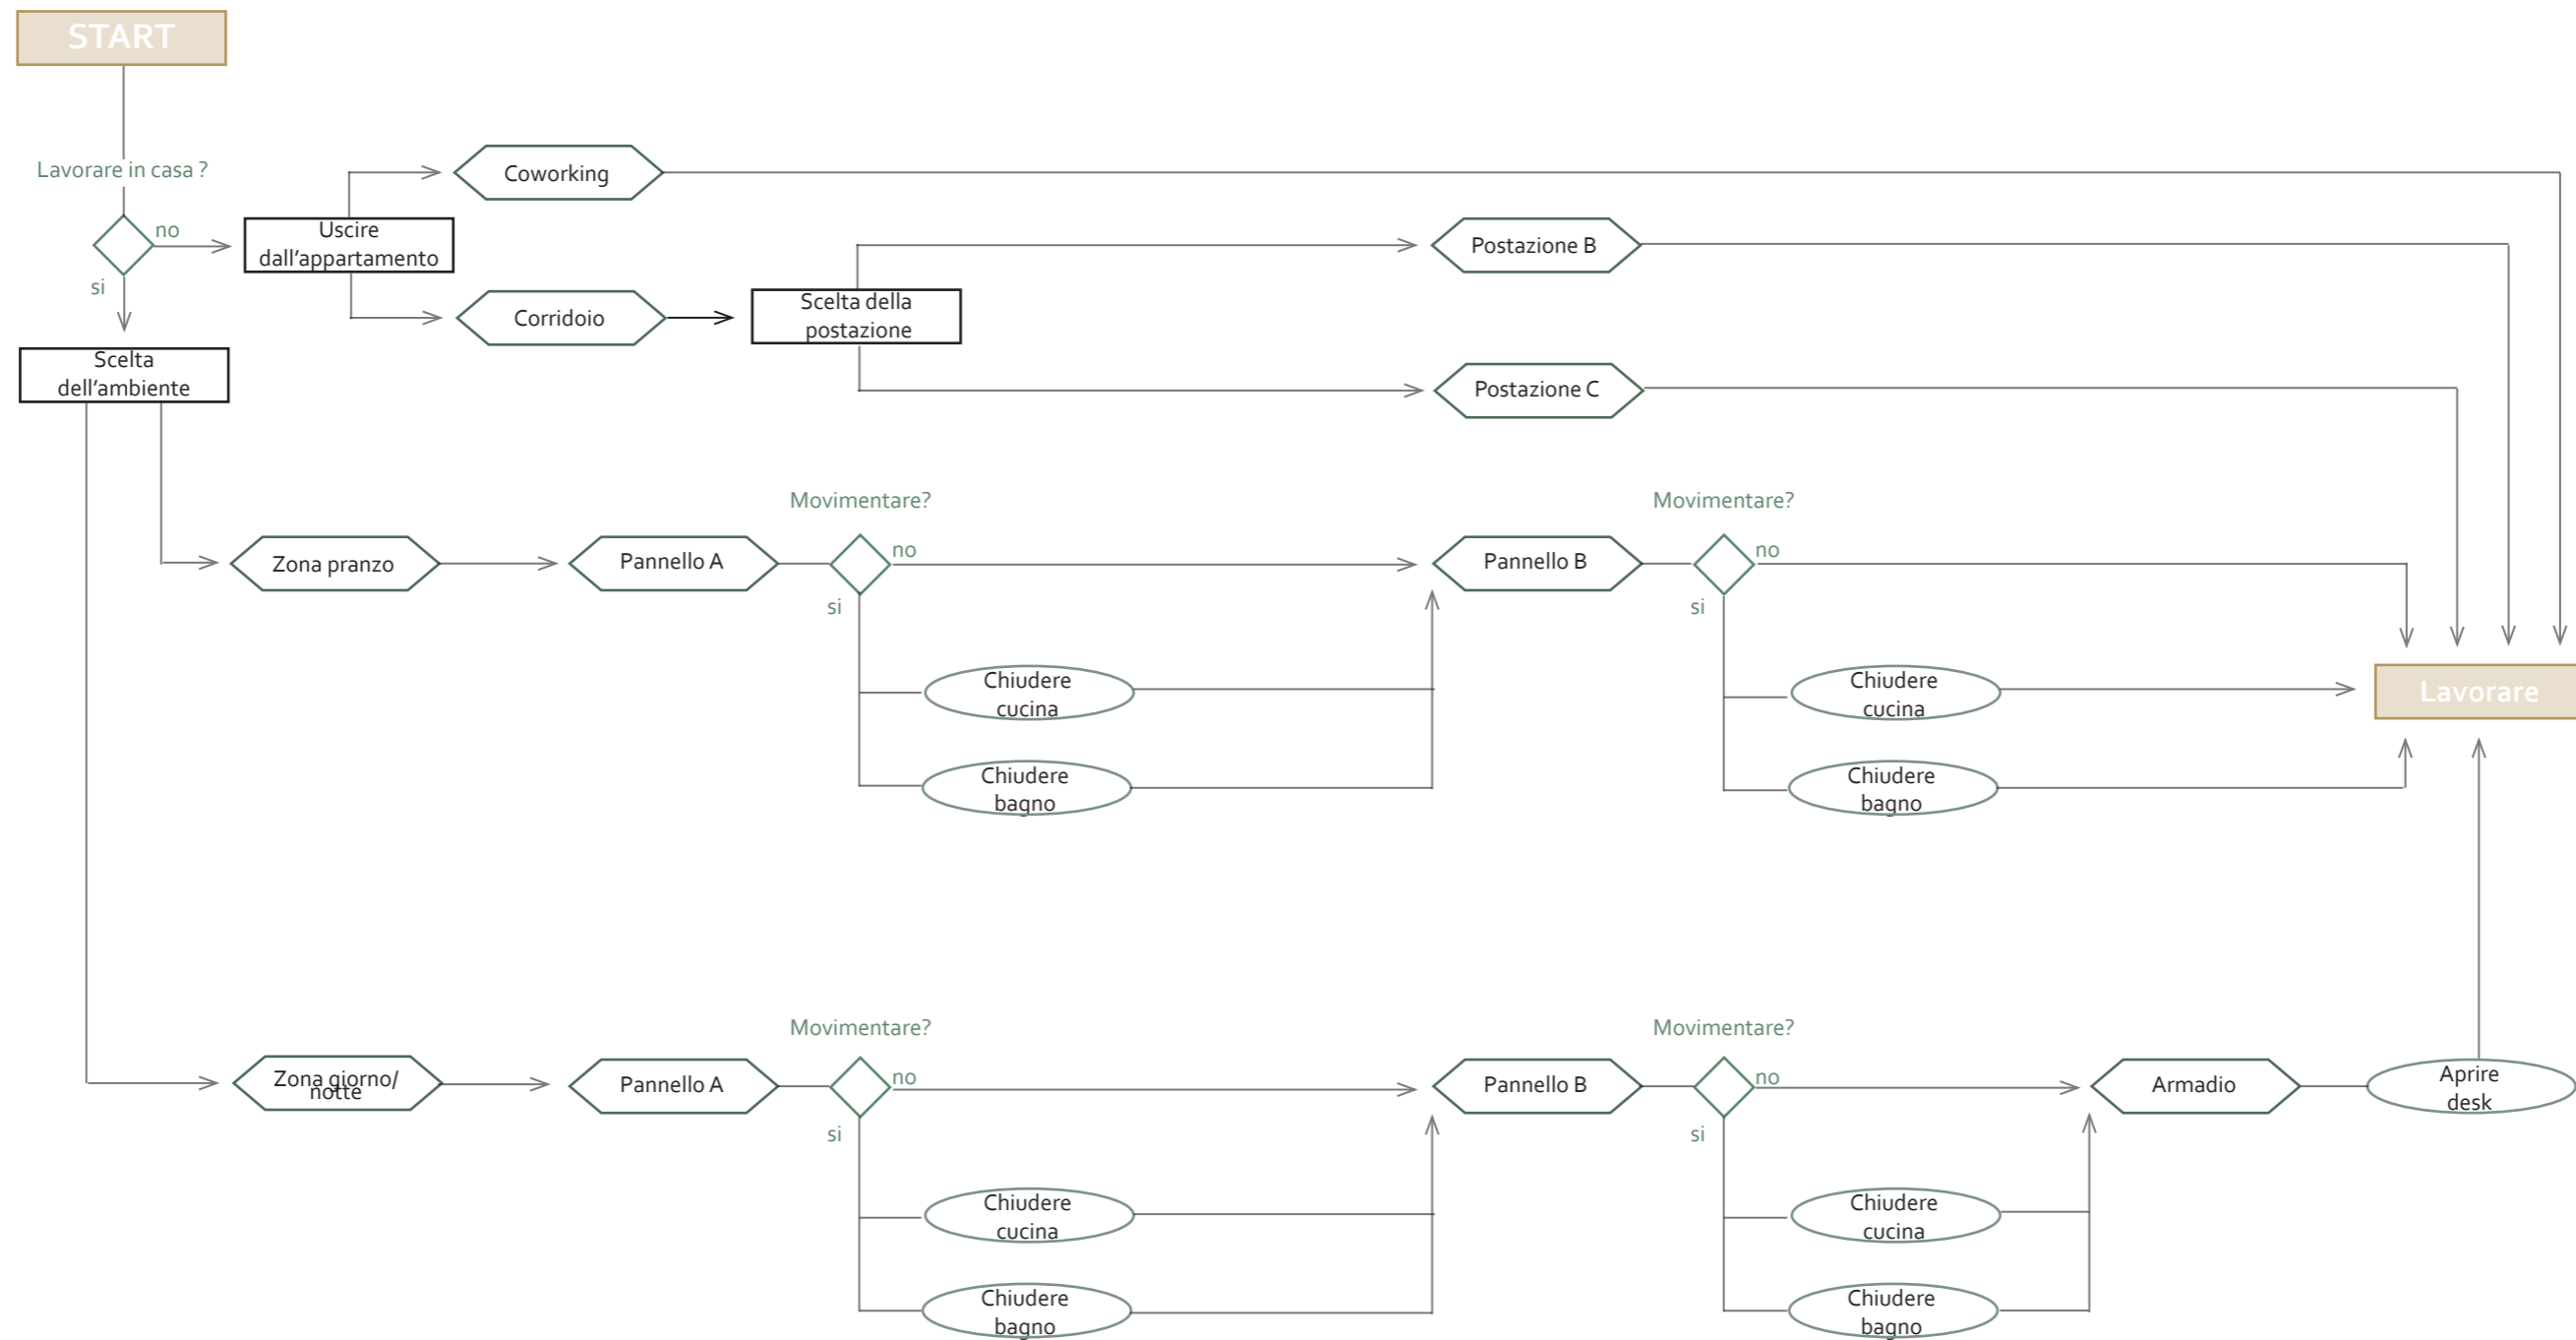 START
Lavorare in casa ?
Coworking
no
Uscire
dall'appartamento
Postazione B
si
Corridoio
Scelta della
postazione
Scelta
dell'ambiente
Postazione C
Movimentare?
Movimentare?
Zona pranzo
Pannello A
no
Pannello B
no
si
si
Chiudere
cucina
Chiudere
cucina
Lavorare
Chiudere
bagno
Chiudere
bagno
Movimentare?
Movimentare?
Zona giorno/
notte
Pannello A
no
Pannello B
no
Armadio
Aprire
desk
si
si
Chiudere
cucina
Chiudere
cucina
Chiudere
bagno
Chiudere
bagno